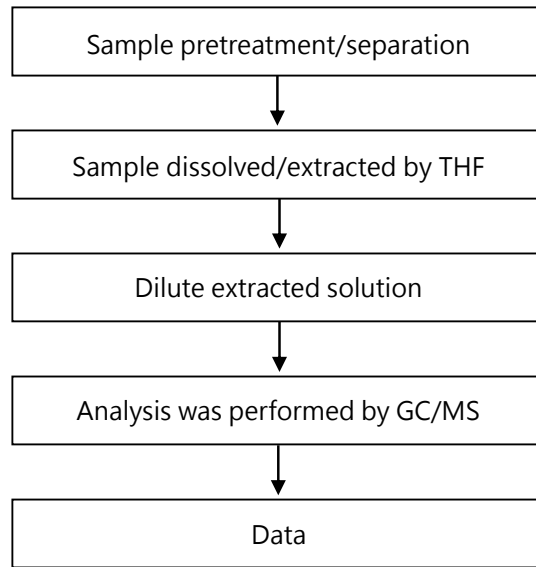 Sample pretreatment/separation
Sample dissolved/extracted by THF
Dilute extracted solution
Analysis was performed by GC/MS
Data